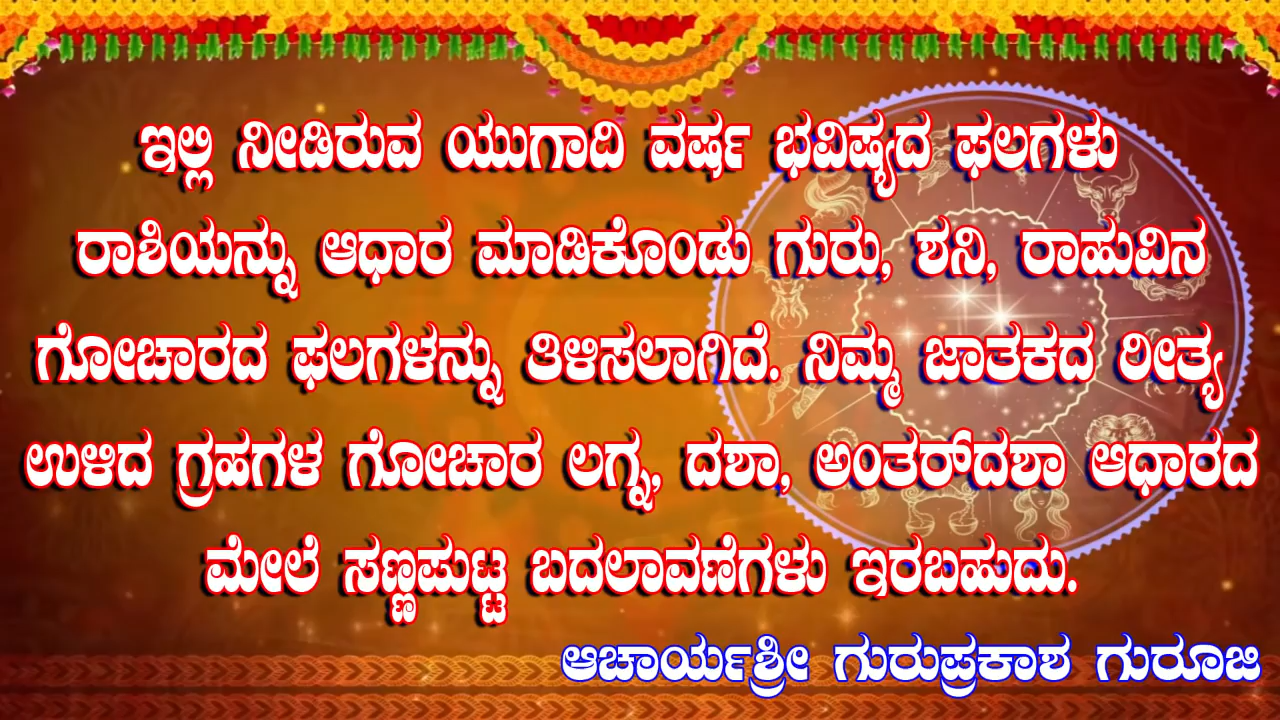 ಇಲ್ಲಿ ನೀಡಿರುವ ಯುಗಾದಿ ವರ್ಷ ಭವಿಷ್ಯದ ಫಲಗಳು
ರಾಶಿಯನ್ನು ಆಧಾರ ಮಾಡಿಕೊಂಡು ಗುರು, ಶನಿ, ರಾಹುವಿನ
ಗೋಚಾರದ ಫಲಗಳನ್ನು ತಿಳಿಸಲಾಗಿದೆ. ನಿಮ್ಮ ಜಾತಕದ ರೀತ್ಯ
ಉಳಿದ ಗ್ರಹಗಳ ಗೋಚಾರ ಲಗ್ನ, ದಶಾ, ಅಂತರ್‌ದಶಾ ಆಧಾರದ
ಮೇಲೆ ಸಣ್ಣಪುಟ್ಟ ಬದಲಾವಣೆಗಳು ಇರಬಹುದು.
ಆಚಾರ್ಯಶ್ರೀ ಗುರುಪ್ರಕಾಶ ಗುರೂಜಿ